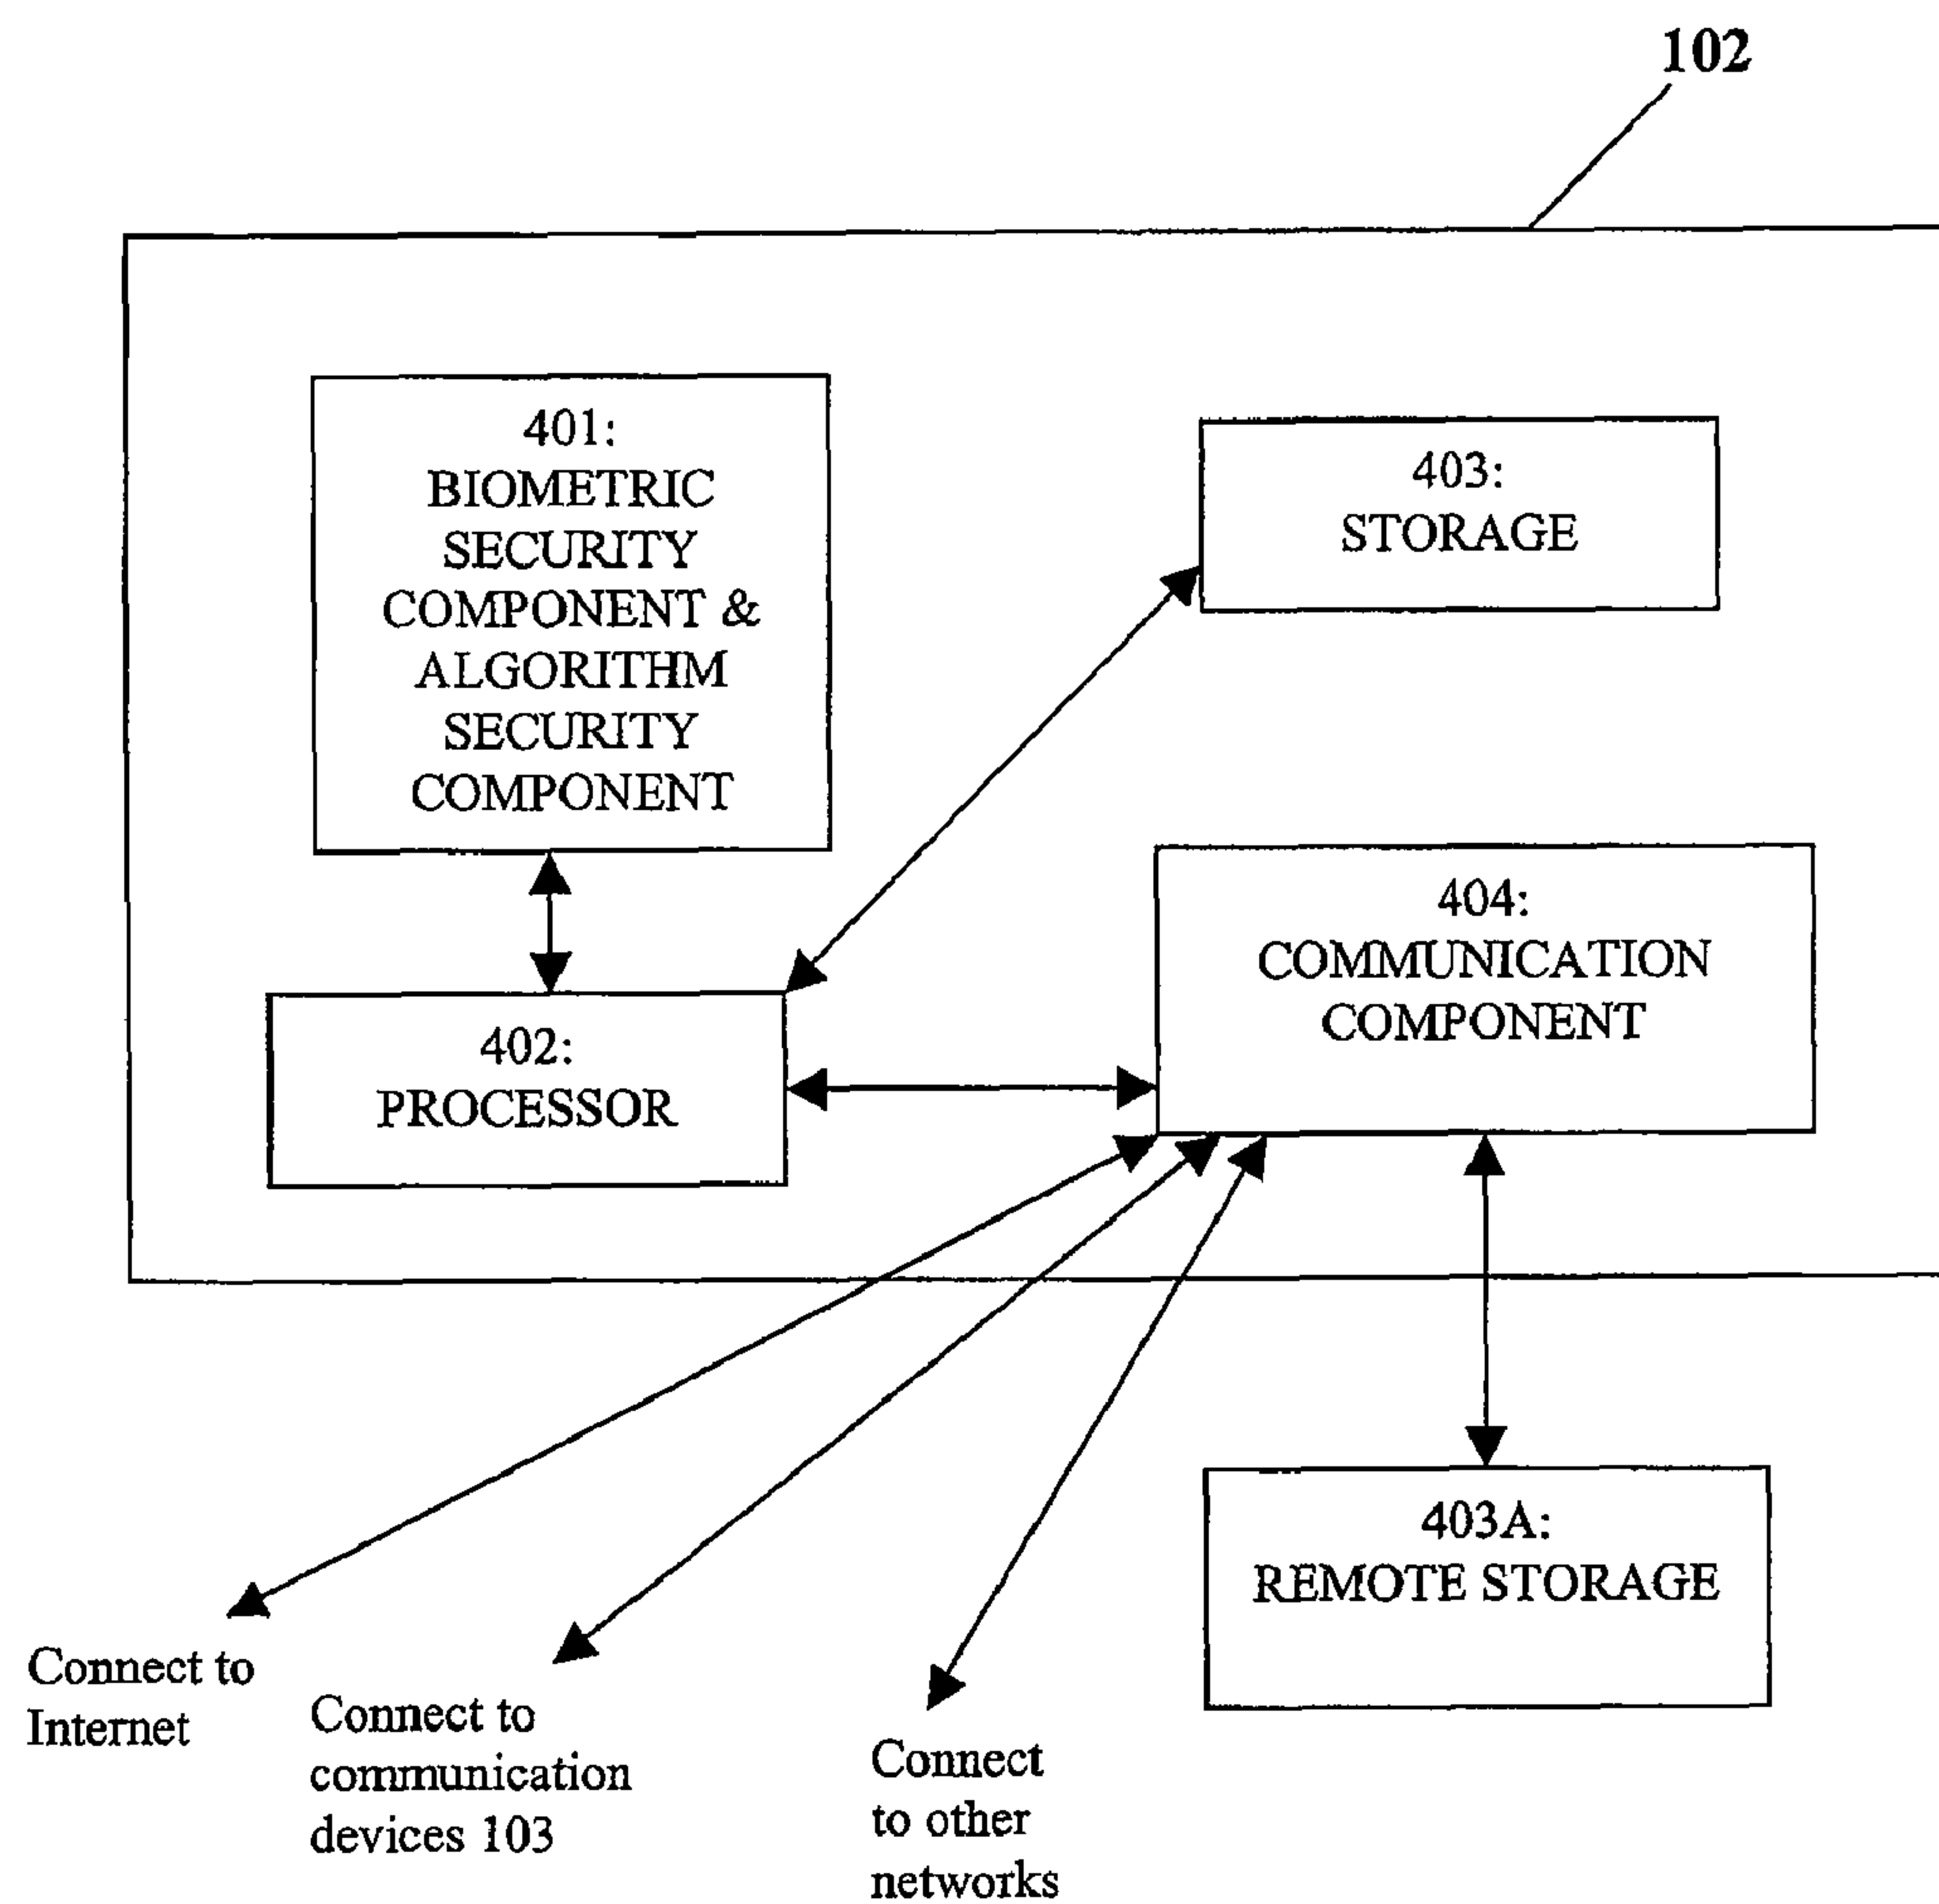 102
401:
BIOMETRIC
SECURITY
COMPONENT &
ALGORITHM
SECURITY
COMPONENT
403:
STORAGE
404:
COMMUNICATION
COMPONENT
402:
PROCESSOR
403A:
REMOTE STORAGE
Connect to
Internet
Connect to
communication
devices 103
Connect
to other
networks